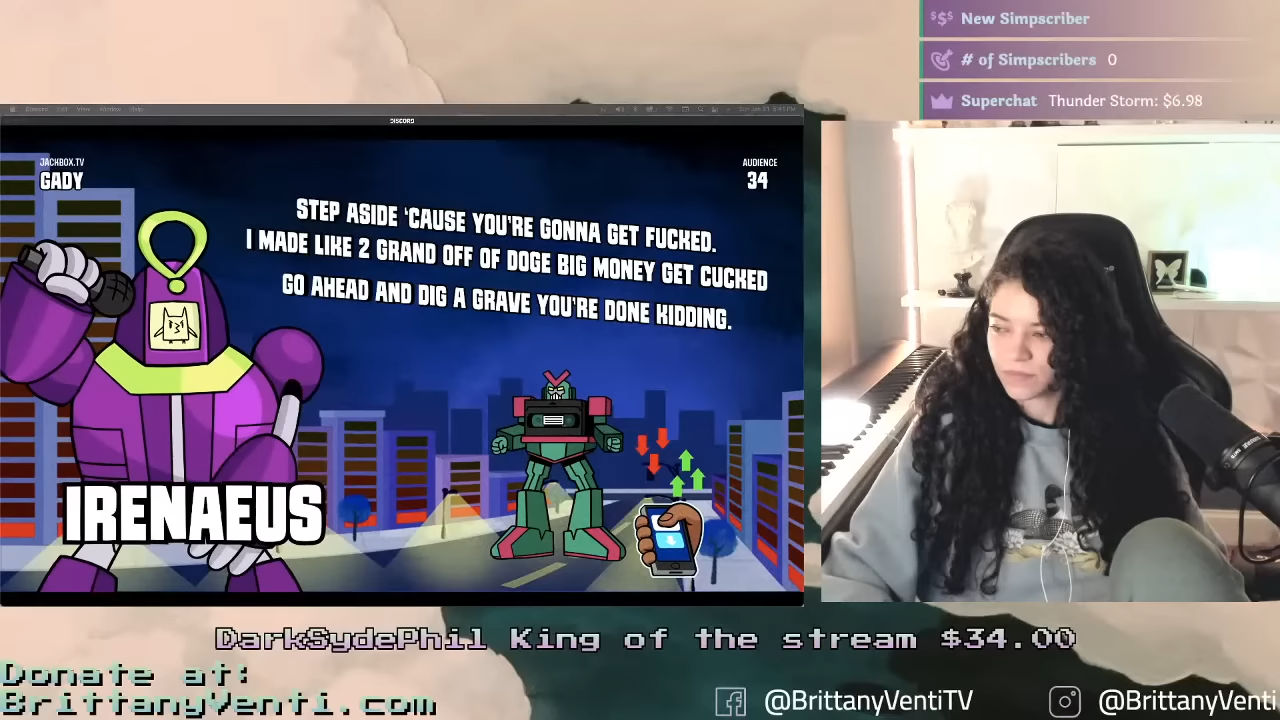 New Simpscriber
# of Simpscribers 0
Superchat Thunder Storm: $6.98
DISCORD
JACKBOX.TV
GADY
AUDIENCE
34
STEP ASIDE ‘CAUSE YOU'RE GONNA GET FUCKED.
I MADE LIKE 2 GRAND OFF OF DOGE BIG MONEY GET CUCKED
GO AHEAD AND DIG A GRAVE YOU'RE DONE KIDDING.
IRENAEUS
DarkSydePhil King of the stream $34.00
Donate at:
BrittanyVenti.com
@BrittanyVentiTV
@BrittanyVenti